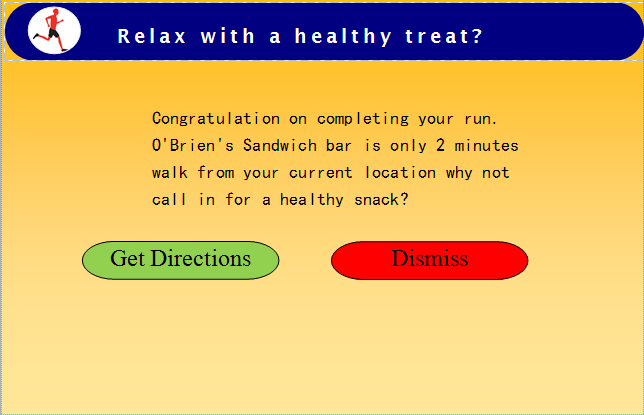 Relax with a healthy treat?
Congratulation on completing your run.
O'Brien's Sandwich bar is only 2 minutes
walk from your current location why not
call in for a healthy snack?
Get Directions
Dismiss